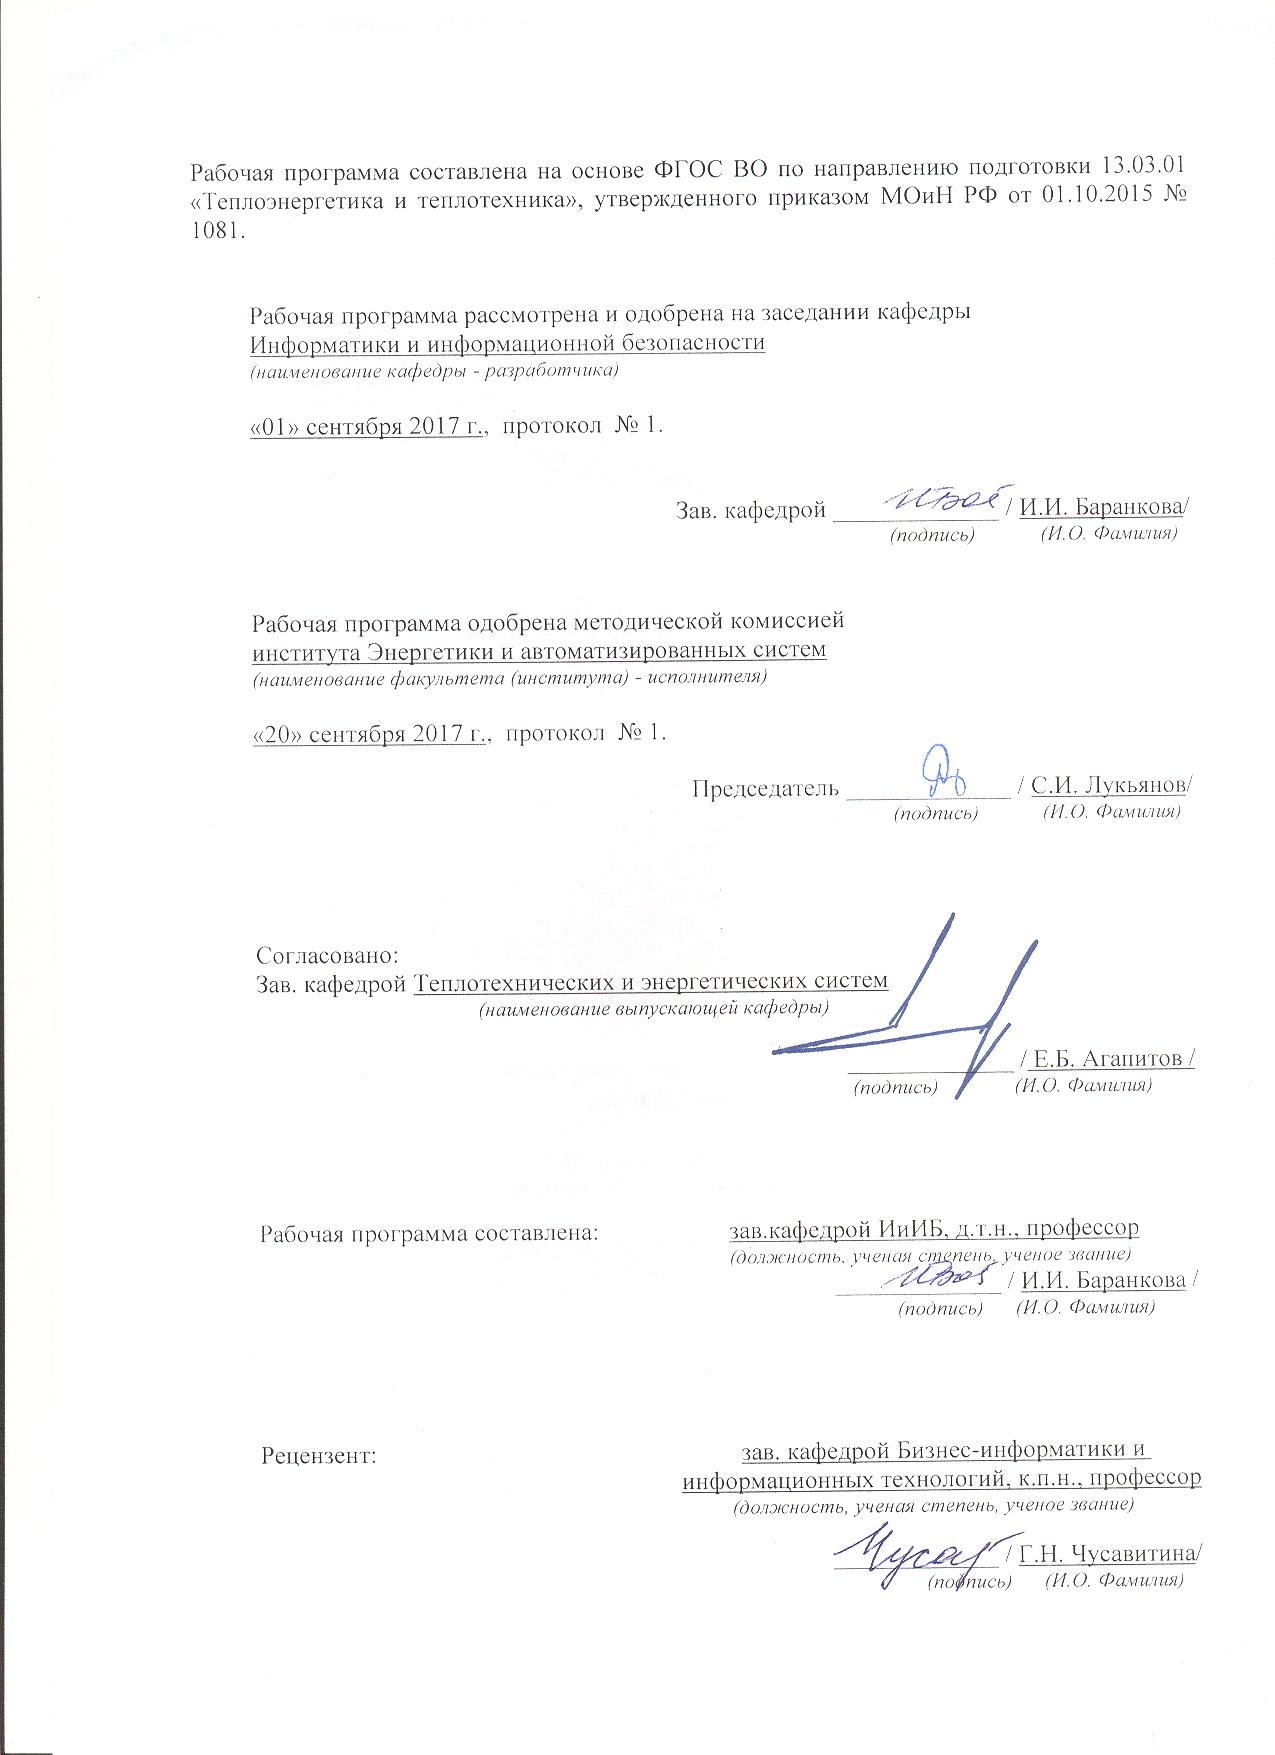 Рабочая программа составлена на основе ФГОС ВО по направлению подготовки 13.03.01
«Теплоэнергетика и теплотехника», утвержденного приказом МОиН РФ от 01.10.2015 №
1081.
Рабочая программа рассмотрена и одобрена на заседании кафедры
Информатики и информационной безопасности
(наименование кафедры - разработчика)
«01» сентября 2017 г., протокол № 1.
Зав. кафедрой _____________ / И.И. Баранкова/
(подпись) (И.О. Фамилия)
Рабочая программа одобрена методической комиссией
института Энергетики и автоматизированных систем
(наименование факультета (института) - исполнителя)
«20» сентября 2017 г., протокол № 1.
Председатель _____________ / С.И. Лукьянов/
(подпись) (И.О. Фамилия)
Согласовано:
Зав. кафедрой Теплотехнических и энергетических систем
(наименование выпускающей кафедры)
_____________ / Е.Б. Агапитов /
(подпись) (И.О. Фамилия)
Рабочая программа составлена: зав.кафедрой ИиИБ, д.т.н., профессор
(должность, ученая степень, ученое звание)
_____________ / И.И. Баранкова /
(подпись) (И.О. Фамилия)
Рецензент: зав. кафедрой Бизнес-информатики и
информационных технологий, к.п.н., профессор
(должность, ученая степень, ученое звание)
_____________ / Г.Н. Чусавитина/
(подпись) (И.О. Фамилия)